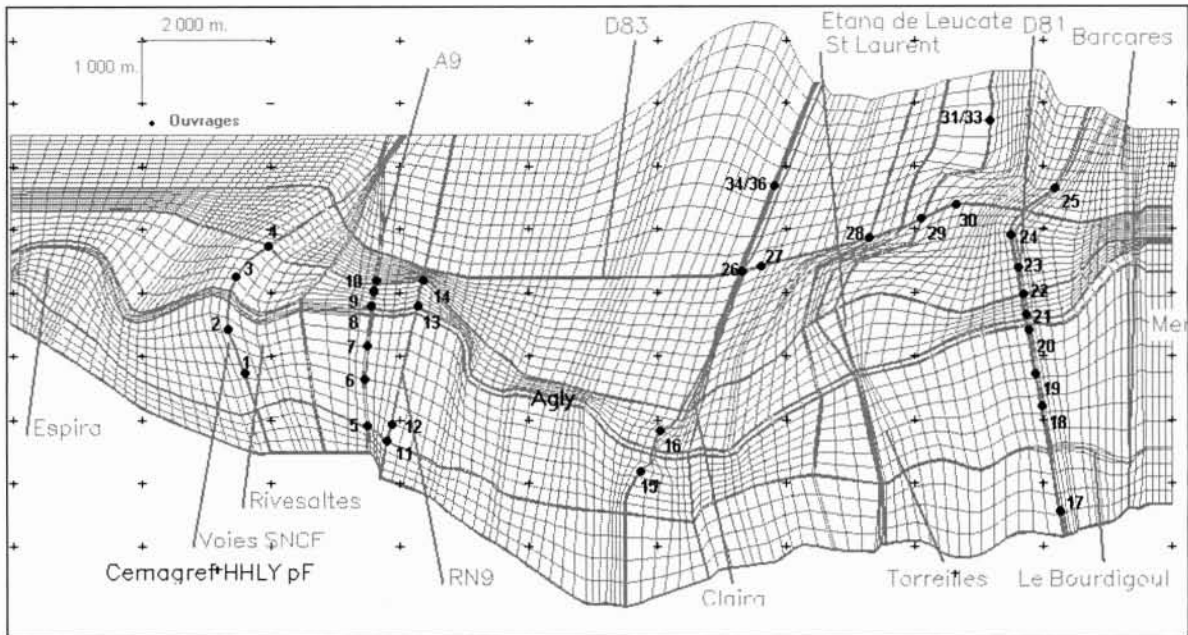 2 000 m.
1 000 m.
Ouvrages
A9
D83
Etang de Leucate
St Laurent
D81
Barcares
31/33
34/36
25
30
29
28
24
27
26
23
22
21
20
4
3
10
9
8
14
13
2
7
1
6
5
12
11
Agly
16
15
19
18
17
Mer
Espira
Rivesaltes
Voies SNCF
Cemagref HHLY pF
RN9
Claira
Torreilles
Le Bourdigoul